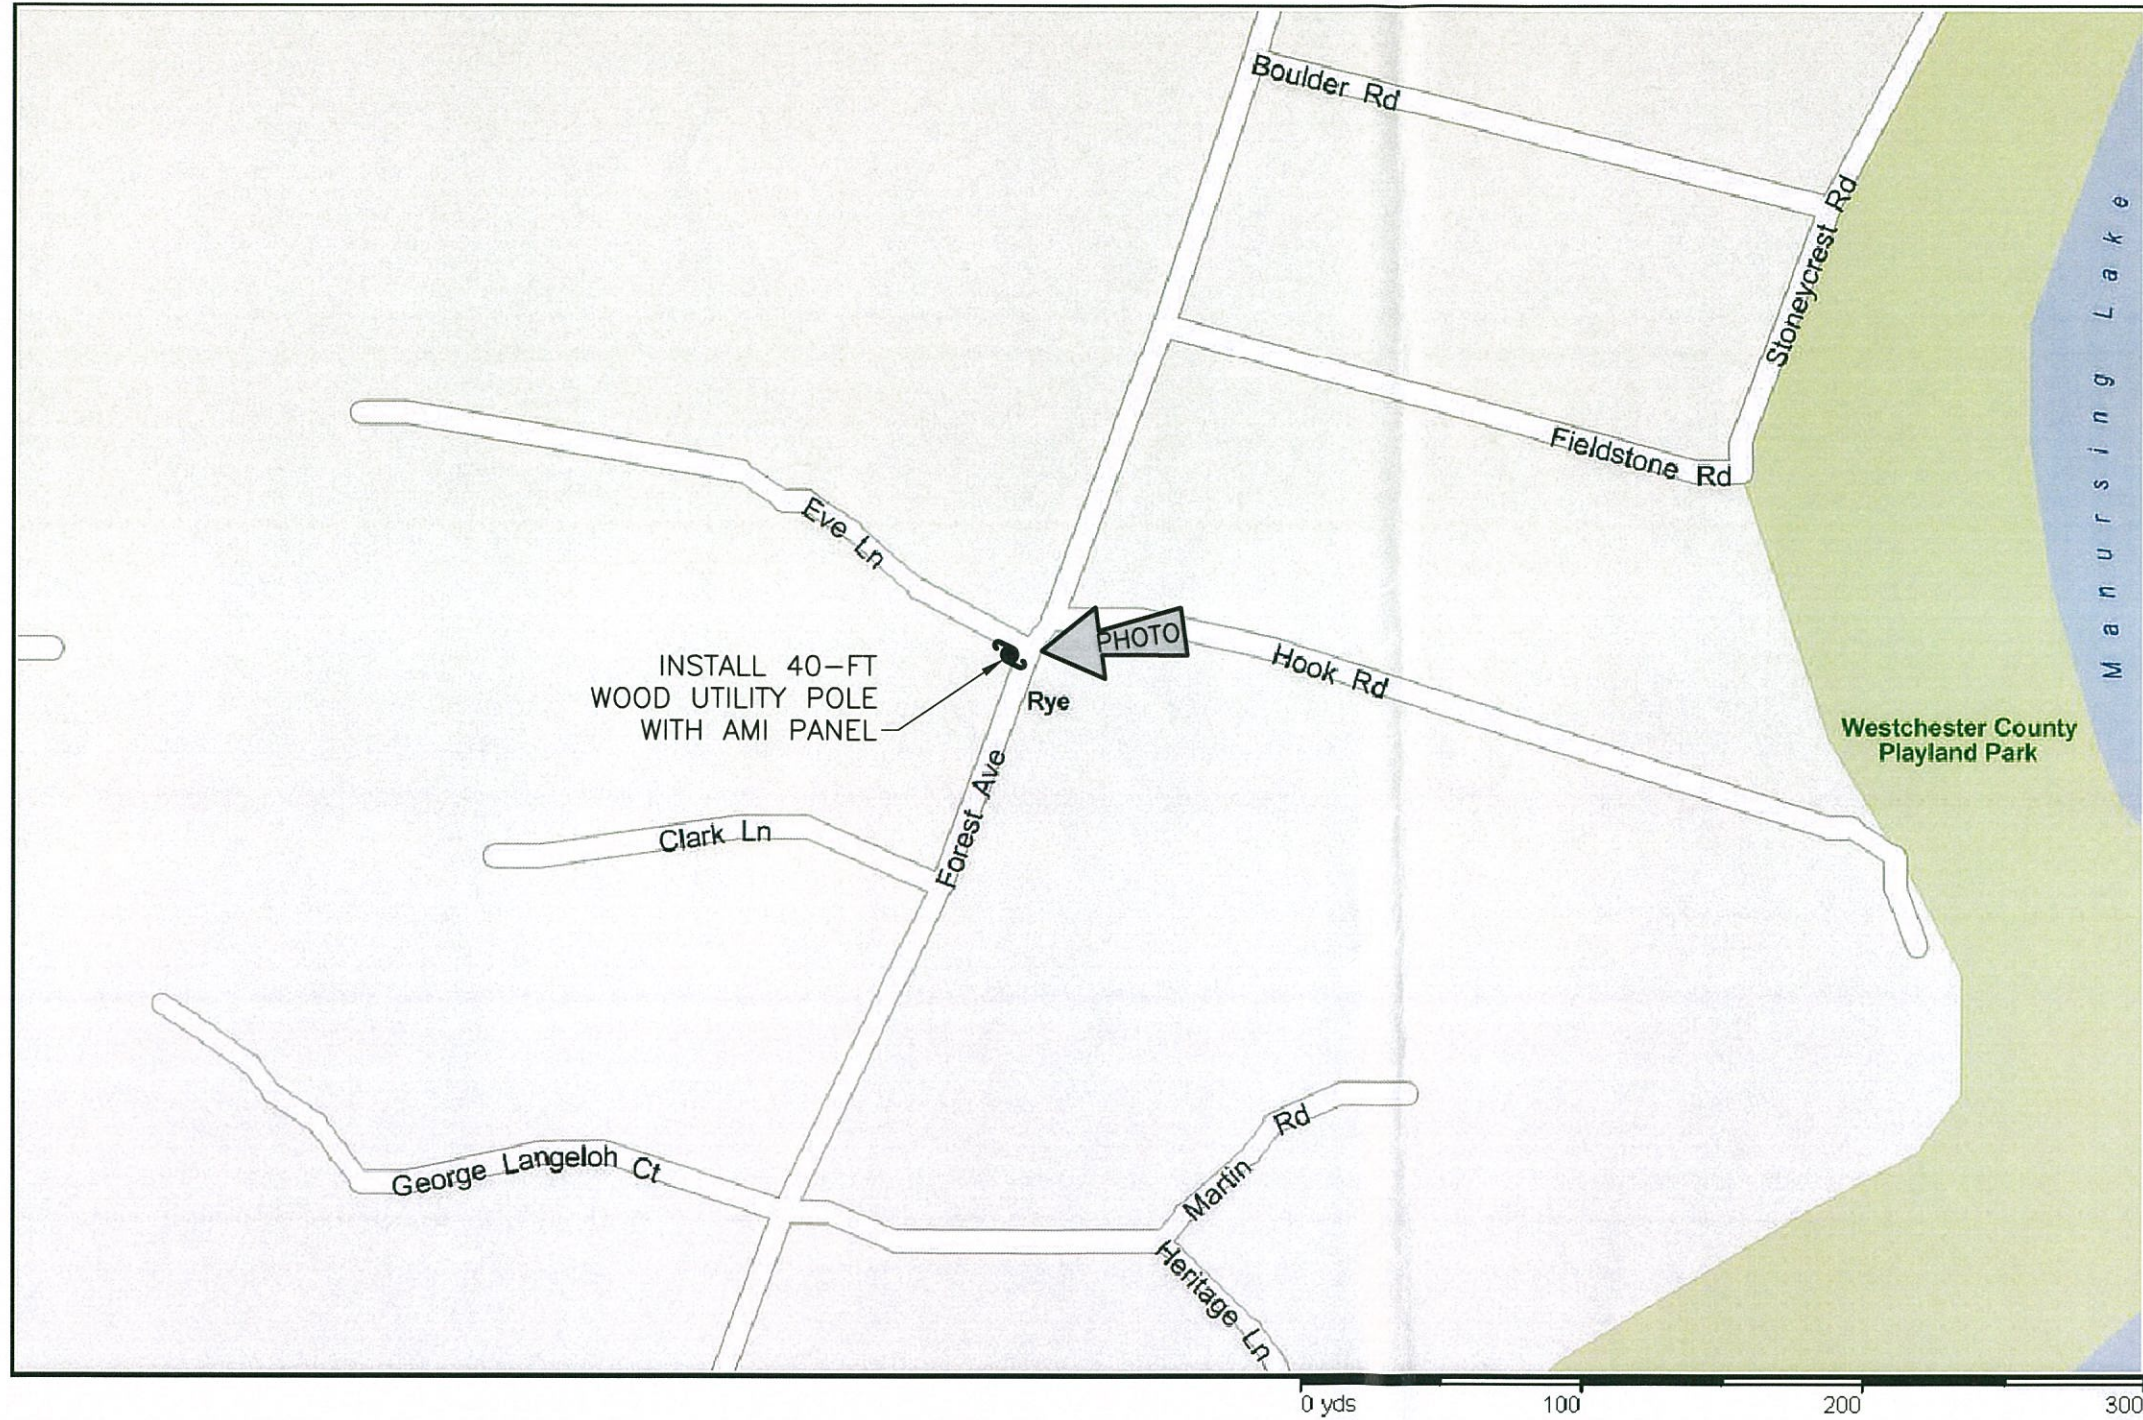 Boulder Rd
Stoneycrest Rd
Mannursing Lake
Fieldstone Rd
Eve Ln
PHOTO
INSTALL 40-FT
WOOD UTILITY POLE
WITH AMI PANEL
Hook Rd
Rye
Westchester County
Playland Park
Forest Ave
Clark Ln
George Langeloh Ct
Martin Rd
Heritage Ln
0 yds 100 200 300